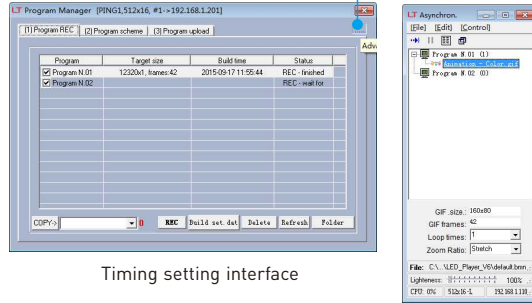 LT Program Manager [PING1,512x16, #1->192.168.1.201]
[1] Program REC [2] Program scheme [3] Program upload
Program Target size Build time Status
Program N.01 12320x1, frames:42 2015-09-17 11:55:44 REC - finished
Program N.02 REC - wait for
COPY-> 0 REC Build set.dat Delete Refresh Folder
Timing setting interface
LT Asynchron.
[File] [Edit] [Control]
Program N.01 (1)
Animation - Color.gif
Program N.02 (0)
GIF .size.: 160x80
GIF frames: 42
Loop times: 1
Zoom Ratio: Stretch
File: C:\...\LED_Player_V6\default.bmn
Lighteness: 100%
CPU: 0% 512x16-1. 192.168.1.110